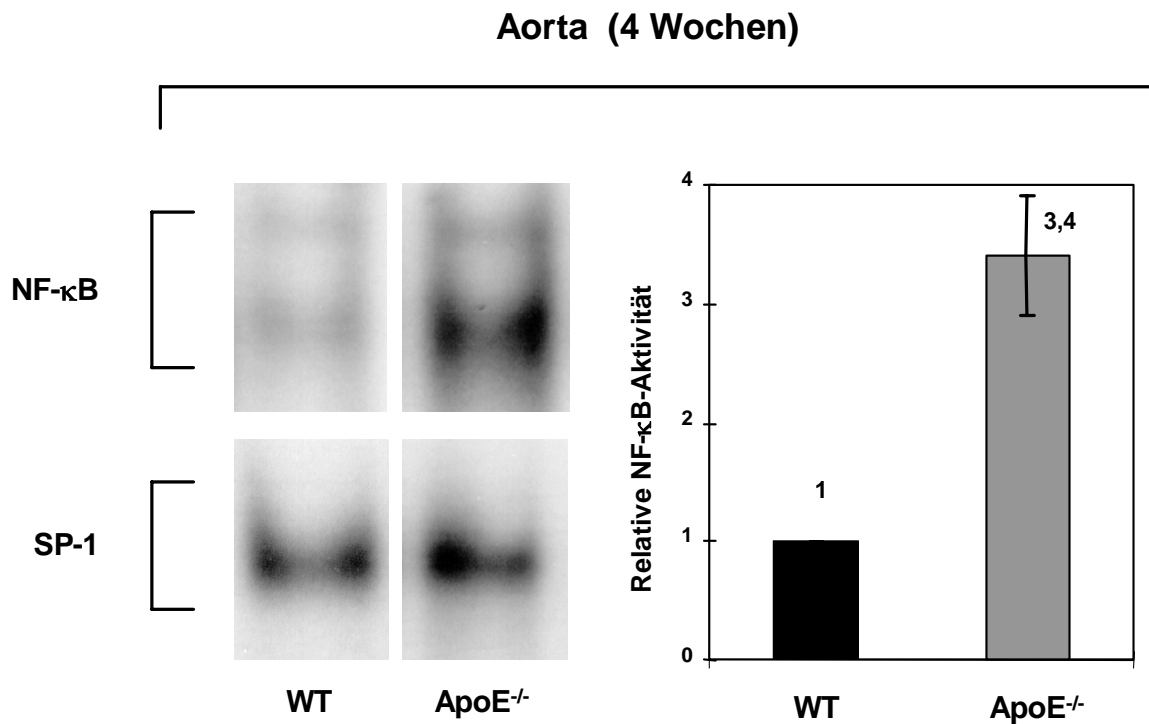 Aorta (4 Wochen)
NF-κB
SP-1
WT
ApoE-/-
Relative NF-κB-Aktivität
4
3
2
1
0
1
3,4
WT
ApoE-/-